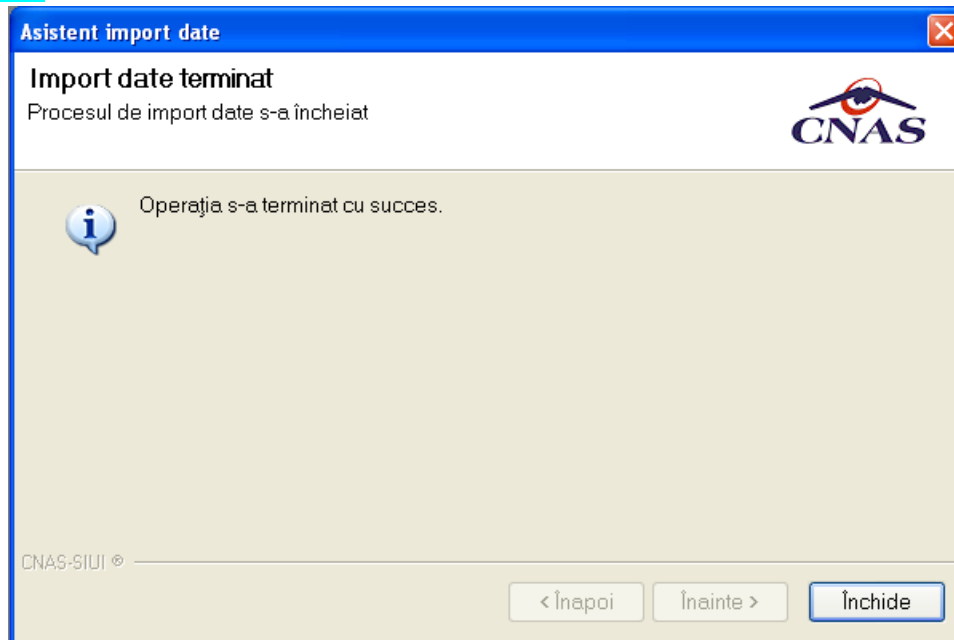 Asistent import date
Import date terminat
Procesul de import date s-a încheiat
CNAS
Operaţia s-a terminat cu succes.
CNAS-SIUI ®
< Înapoi
Înainte >
Închide